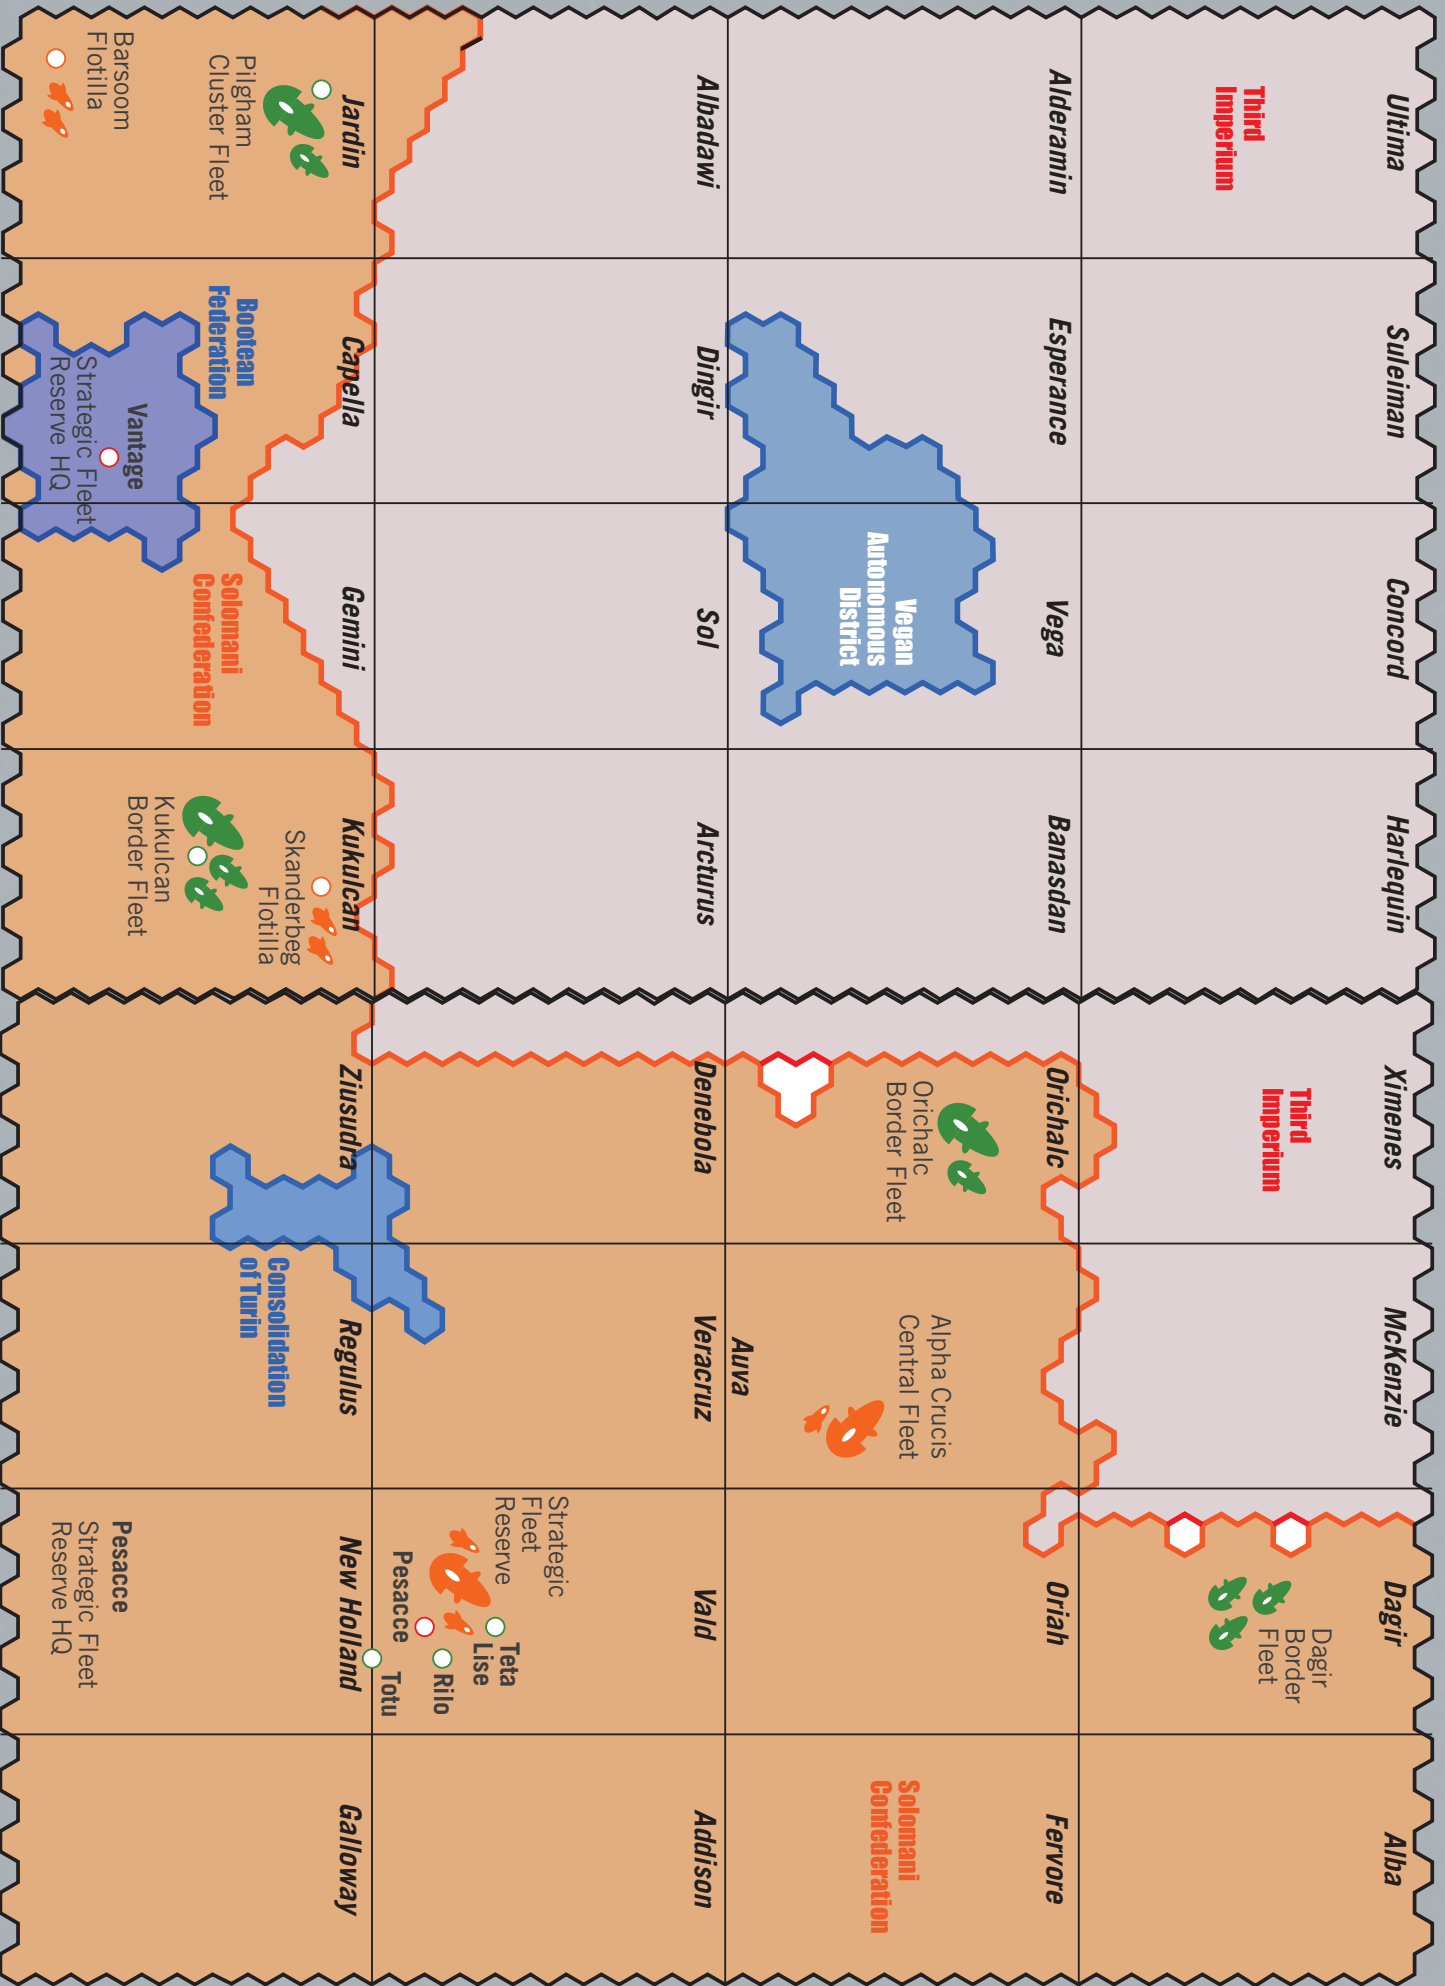 Ultima
Suleiman
Concord
Harlequin
Ximenes
McKenzie
Dagir
Alba
Third
Imperium
Third
Imperium
Dagir
Border
Fleet
Alderamin
Esperance
Vega
Banasdan
Orichalc
Oriah
Fervore
Vegan
Autonomous
District
Orichalc
Border Fleet
Alpha Crucis
Central Fleet
Solomani
Confederation
Auva
Albadawi
Dingir
Sol
Arcturus
Denebola
Veracruz
Vald
Addison
Strategic
Fleet
Reserve
Teta
Lise
Rilo
Pesacce
Totu
Jardin
Capella
Gemini
Kukulcan
Ziusudra
Regulus
New Holland
Galloway
Skanderbeg
Flotilla
Consolidation
of Turin
Pilgham
Cluster Fleet
Bootean
Federation
Solomani
Confederation
Kukulcan
Border Fleet
Barsoom
Flotilla
Vantage
Strategic Fleet
Reserve HQ
Pesacce
Strategic Fleet
Reserve HQ